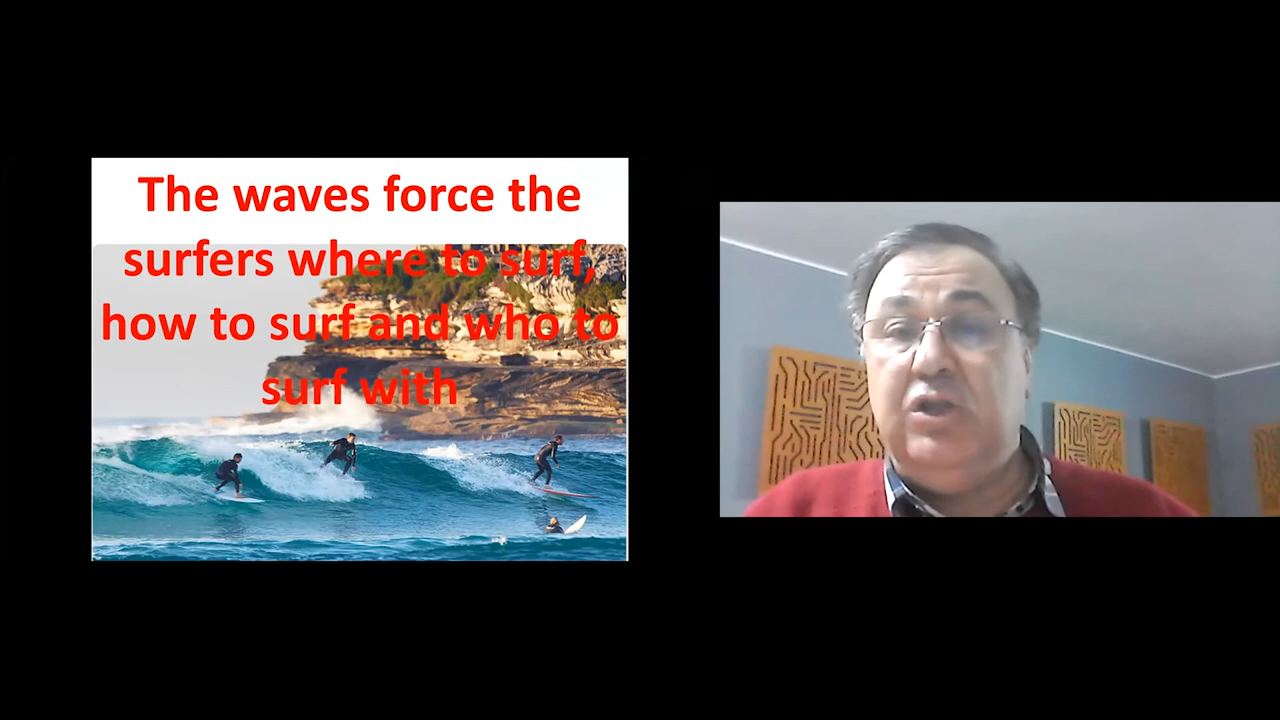 The waves force the
surfers where to surf,
how to surf and who to
surf with